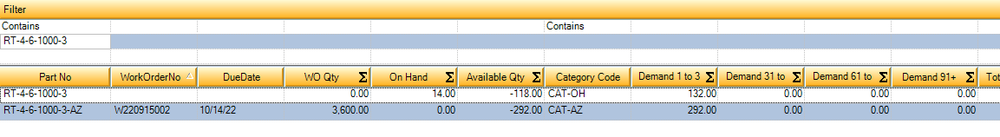 Filter
Contains Contains
RT-4-6-1000-3
Part No WorkOrderNo DueDate WO Qty Σ On Hand Σ Available Qty Σ Category Code Demand 1 to 3 Σ Demand 31 to Σ Demand 61 to Σ Demand 91+ Σ Tot
RT-4-6-1000-3 0.00 14.00 -118.00 CAT-OH 132.00 0.00 0.00 0.00
RT-4-6-1000-3-AZ W220915002 10/14/22 3,600.00 0.00 -292.00 CAT-AZ 292.00 0.00 0.00 0.00